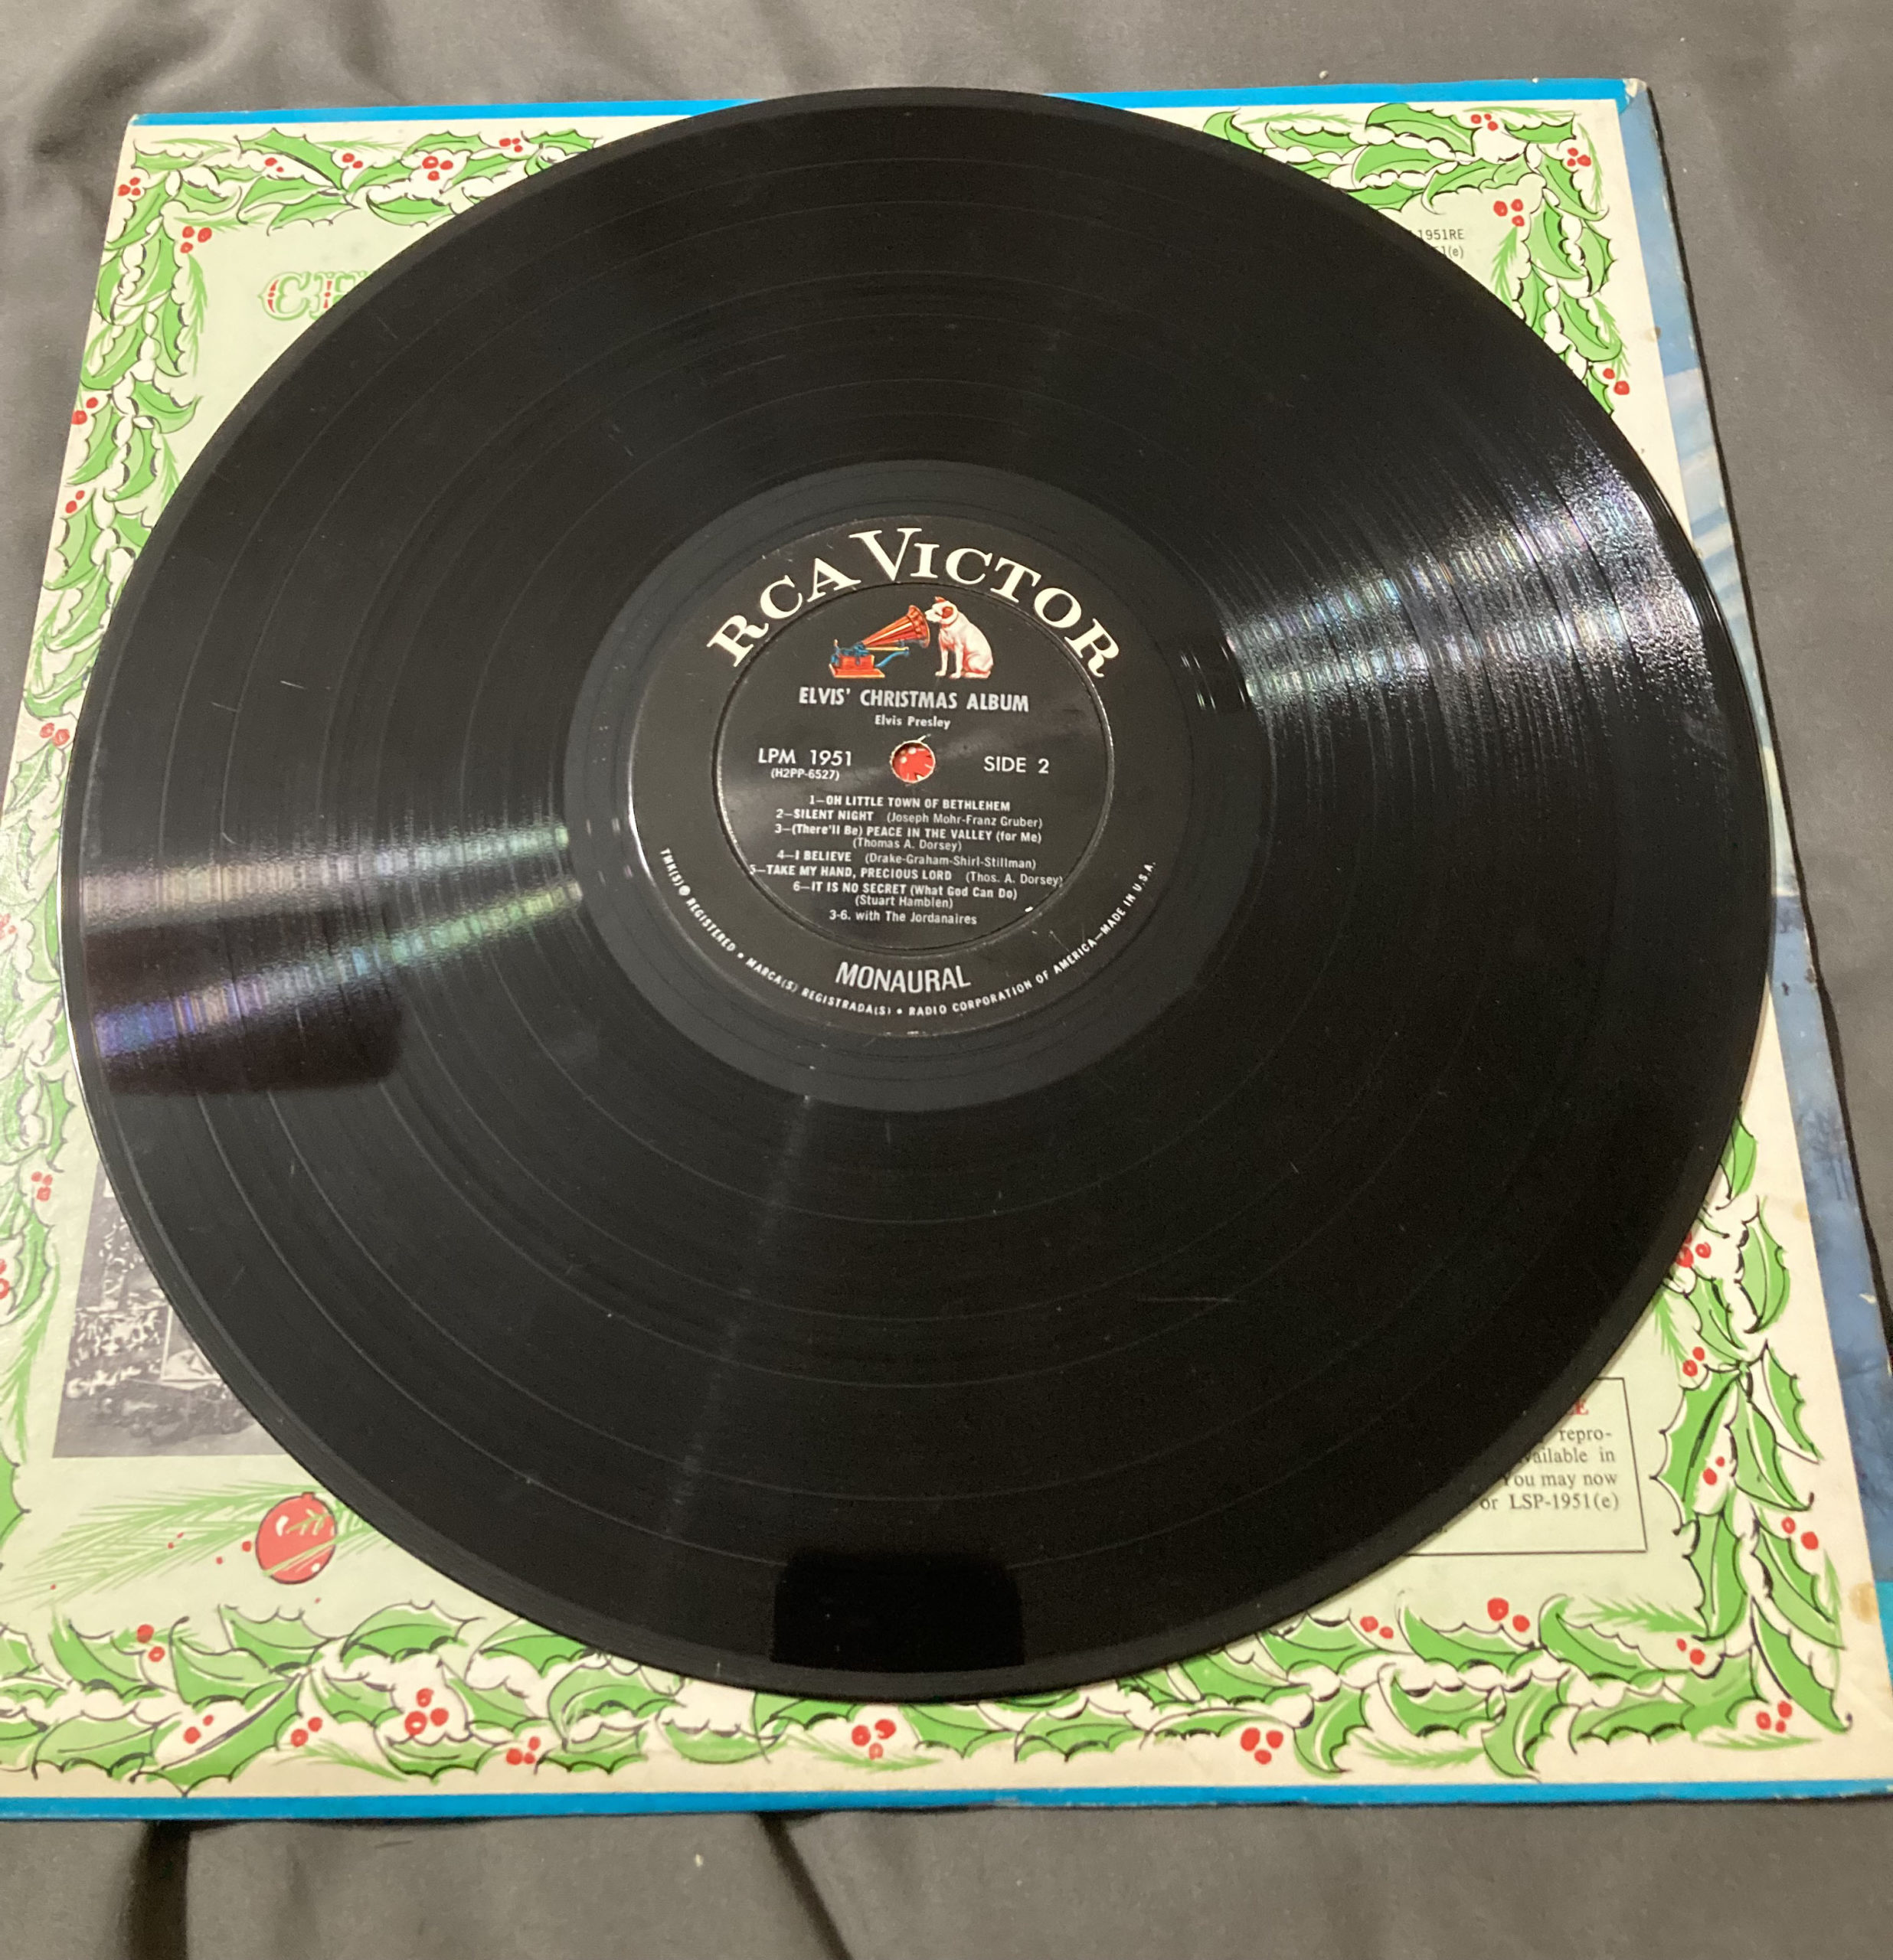 1951RE
RCA VICTOR
ELVIS' CHRISTMAS ALBUM
Elvis Presley
LPM 1951
(H2PP-6527)
SIDE 2
1—OH LITTLE TOWN OF BETHLEHEM
2—SILENT NIGHT (Joseph Mohr-Franz Gruber)
3—(There'll Be) PEACE IN THE VALLEY (for Me)
(Thomas A. Dorsey)
4—I BELIEVE (Drake-Graham-Shirl-Stillman)
5—TAKE MY HAND, PRECIOUS LORD (Thos. A. Dorsey)
6—IT IS NO SECRET (What God Can Do)
(Stuart Hamblen)
3-6. with The Jordanaires
MONAURAL
TMK(S) ® REGISTERED • MARCA(S) REGISTRADA(S) • RADIO CORPORATION OF AMERICA—MADE IN U.S.A.
repro-
available in
You may now
or LSP-1951(e)